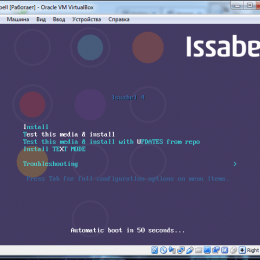 bell [Работает] - Oracle VM VirtualBox
Машина Вид Ввод Устройства Справка
Issabe
Issabel 4
Install
Test this media & install
Test this media & install with UPDATES from repo
Install TEXT MODE
Troubleshooting >
Press Tab for full configuration options on menu items.
Automatic boot in 50 seconds...
Right